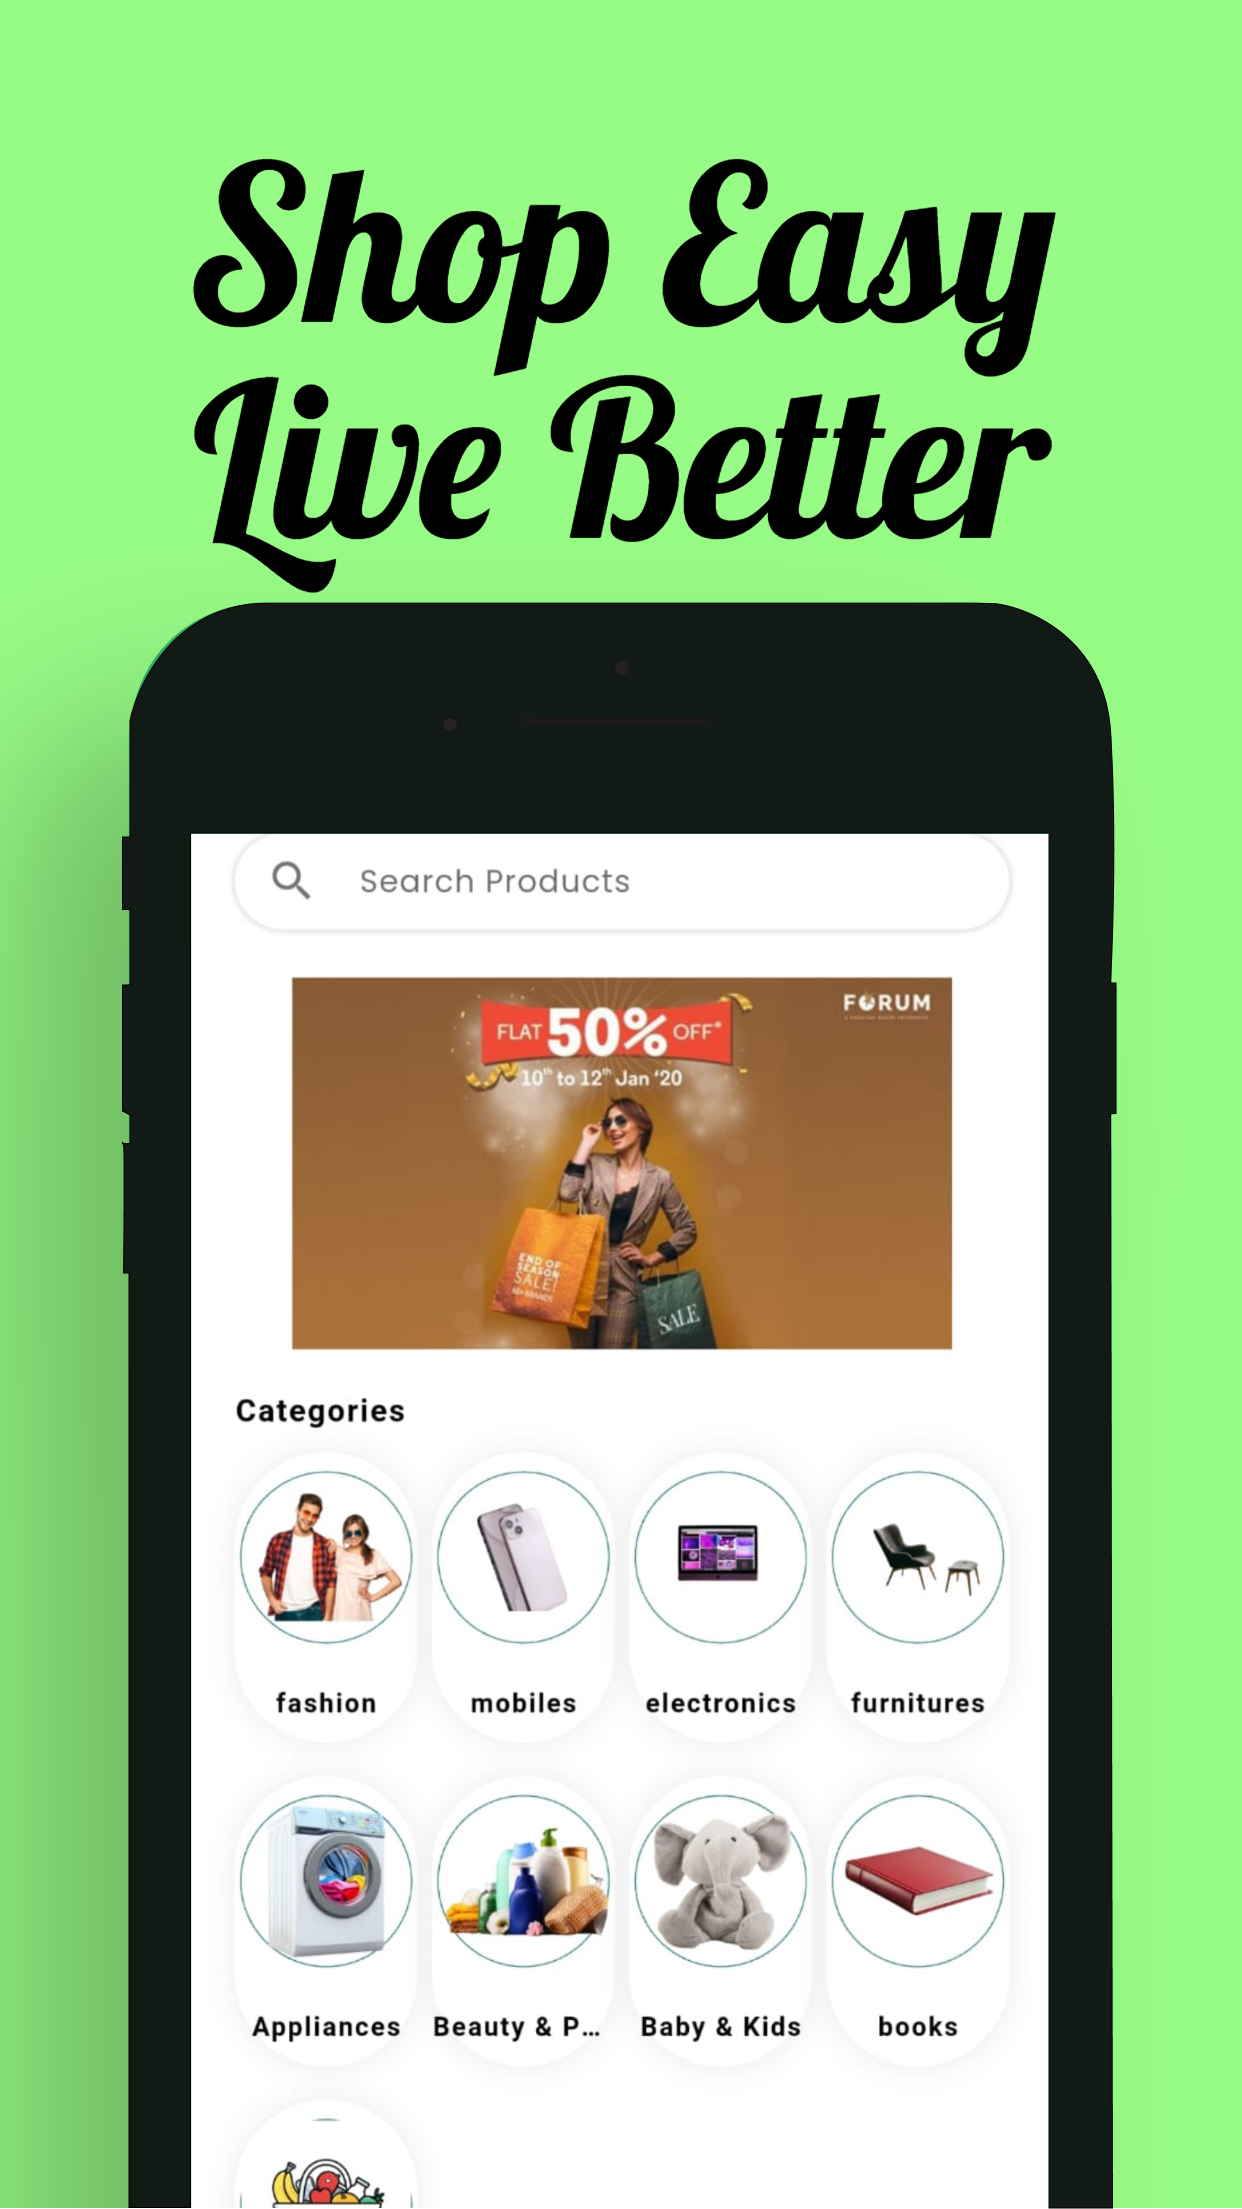 Shop Easy
Live Better
Search Products
FORUM
FLAT 50% OFF*
10th to 12th Jan '20
END OF
SEASON
SALE!
SALE
Categories
fashion
mobiles
electronics
furnitures
Appliances
Beauty & P...
Baby & Kids
books